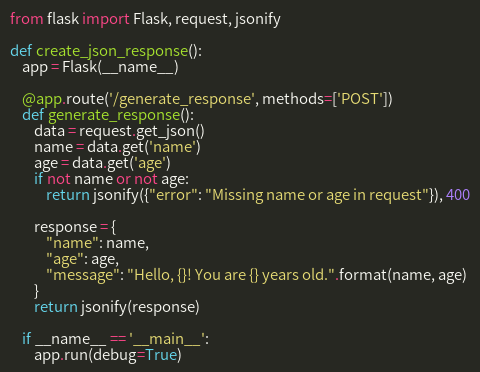 from flask import Flask, request, jsonify

def create_json_response():
    app = Flask(__name__)

    @app.route('/generate_response', methods=['POST'])
    def generate_response():
        data = request.get_json()
        name = data.get('name')
        age = data.get('age')
        if not name or not age:
            return jsonify({"error": "Missing name or age in request"}), 400

        response = {
            "name": name,
            "age": age,
            "message": "Hello, {}! You are {} years old.".format(name, age)
        }
        return jsonify(response)

    if __name__ == '__main__':
        app.run(debug=True)